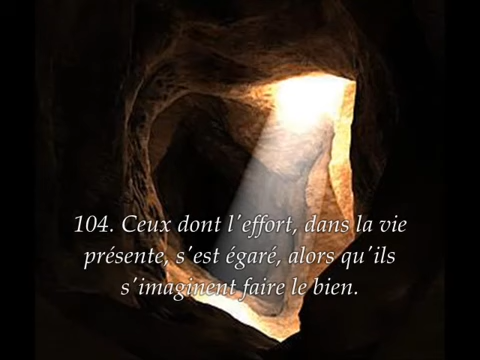 104. Ceux dont l'effort, dans la vie
présente, s'est égaré, alors qu'ils
s'imaginent faire le bien.